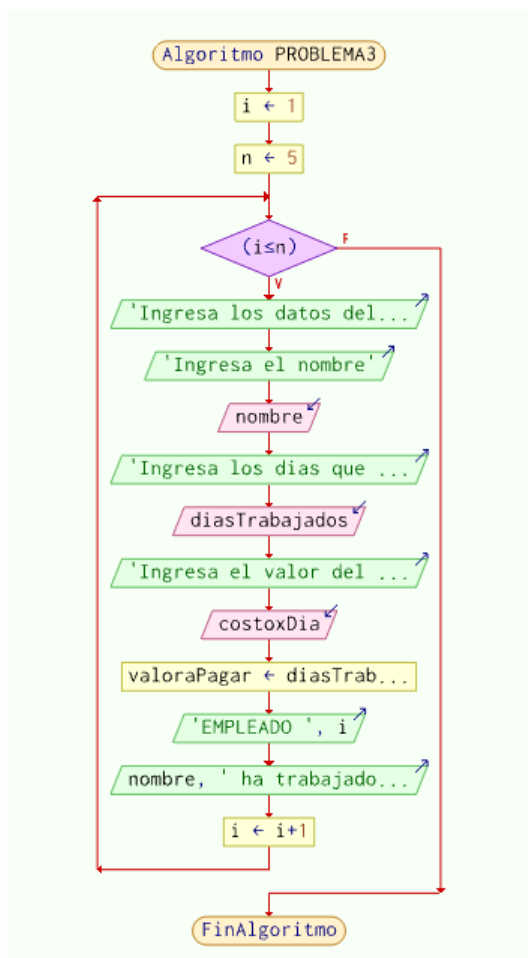 Algoritmo PROBLEMA3
i ← 1
n ← 5
(i≤n)
F
V
'Ingresa los datos del...
'Ingresa el nombre'
nombre
'Ingresa los dias que ...
diasTrabajados
'Ingresa el valor del ...
costoxDia
valoraPagar ← diasTrab...
'EMPLEADO ', i
nombre, ' ha trabajado...
i ← i+1
FinAlgoritmo